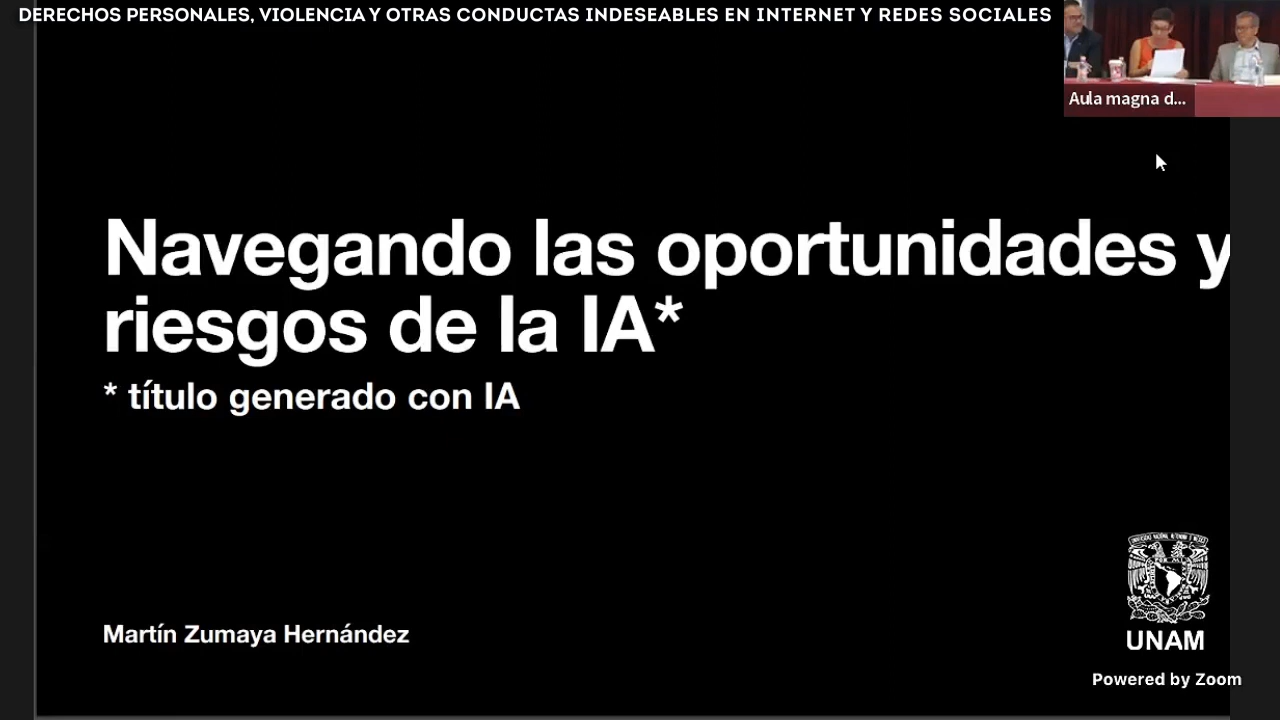 DERECHOS PERSONALES, VIOLENCIA Y OTRAS CONDUCTAS INDESEABLES EN INTERNET Y REDES SOCIALES
Aula magna d...
Navegando las oportunidades y
riesgos de la IA*
* título generado con IA
Martín Zumaya Hernández
UNAM
Powered by Zoom